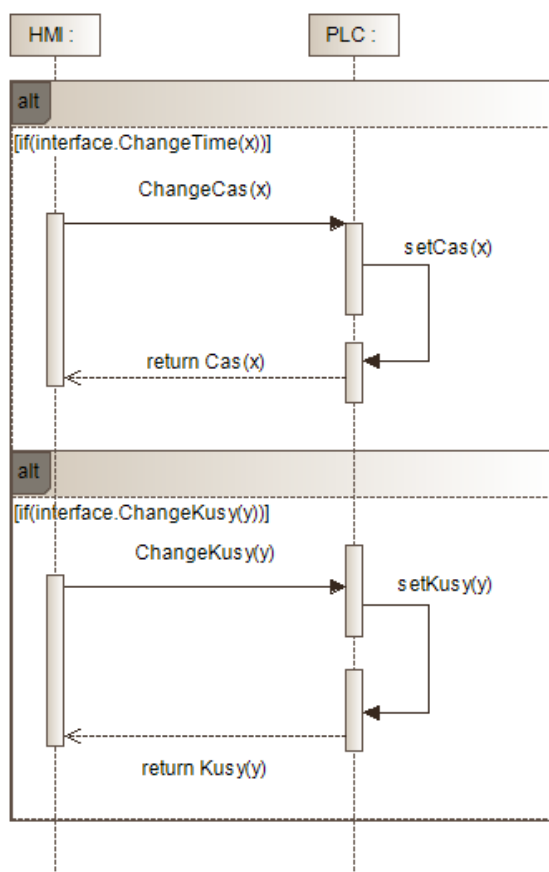 HMI :
PLC :
alt
[if(interface.ChangeTime(x))]
ChangeCas(x)
setCas(x)
return Cas(x)
alt
[if(interface.ChangeKusy(y))]
ChangeKusy(y)
setKusy(y)
return Kusy(y)